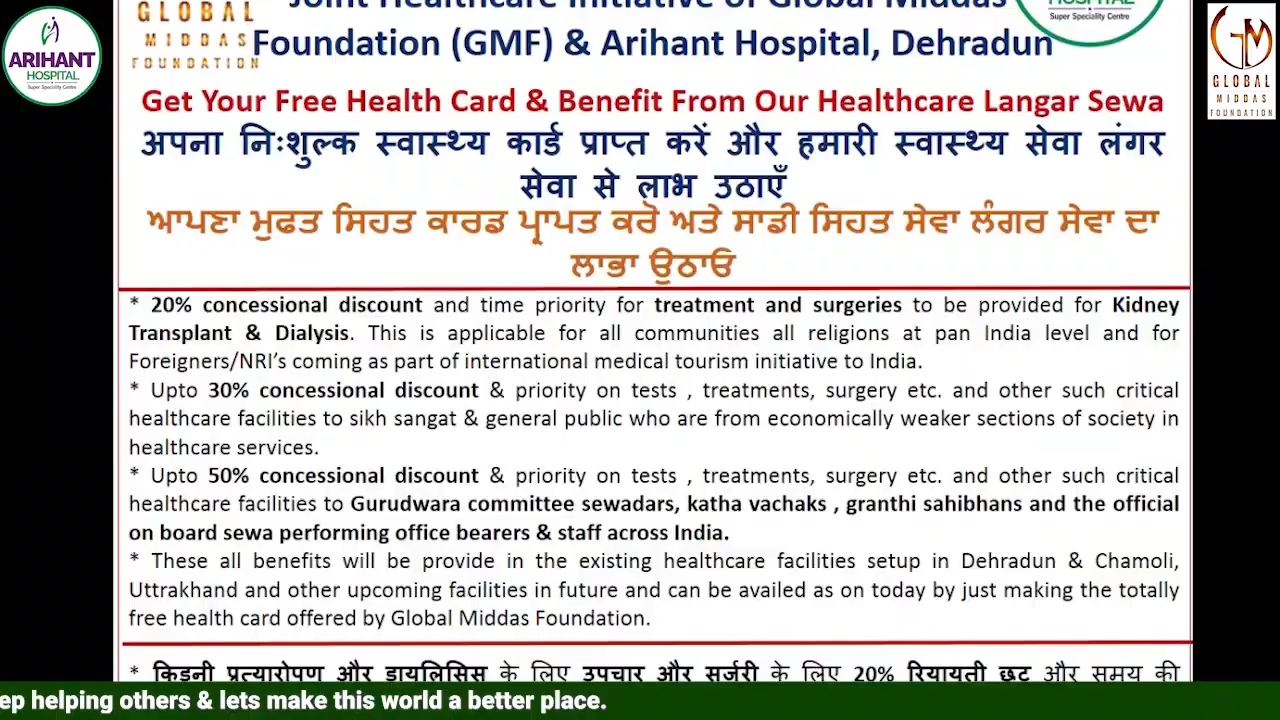 GLOBAL
MIDDAS
FOUNDATION
Joint Healthcare Initiative of Global Middas
Foundation (GMF) & Arihant Hospital, Dehradun
HOSPITAL
Super Speciality Centre
ARIHANT
HOSPITAL
Super Speciality Centre
GM
GLOBAL
MIDDAS
FOUNDATION
Get Your Free Health Card & Benefit From Our Healthcare Langar Sewa
अपना निःशुल्क स्वास्थ्य कार्ड प्राप्त करें और हमारी स्वास्थ्य सेवा लंगर
सेवा से लाभ उठाएँ
ਆਪਣਾ ਮੁਫਤ ਸਿਹਤ ਕਾਰਡ ਪ੍ਰਾਪਤ ਕਰੋ ਅਤੇ ਸਾਡੀ ਸਿਹਤ ਸੇਵਾ ਲੰਗਰ ਸੇਵਾ ਦਾ
ਲਾਭਾ ਉਠਾਓ
* 20% concessional discount and time priority for treatment and surgeries to be provided for Kidney
Transplant & Dialysis. This is applicable for all communities all religions at pan India level and for
Foreigners/NRI’s coming as part of international medical tourism initiative to India.
* Upto 30% concessional discount & priority on tests , treatments, surgery etc. and other such critical
healthcare facilities to sikh sangat & general public who are from economically weaker sections of society in
healthcare services.
* Upto 50% concessional discount & priority on tests , treatments, surgery etc. and other such critical
healthcare facilities to Gurudwara committee sewadars, katha vachaks , granthi sahibhans and the official
on board sewa performing office bearers & staff across India.
* These all benefits will be provide in the existing healthcare facilities setup in Dehradun & Chamoli,
Uttrakhand and other upcoming facilities in future and can be availed as on today by just making the totally
free health card offered by Global Middas Foundation.
* किडनी प्रत्यारोपण और डायलिसिस के लिए उपचार और सर्जरी के लिए 20% रियायती छूट और समय की
ep helping others & lets make this world a better place.